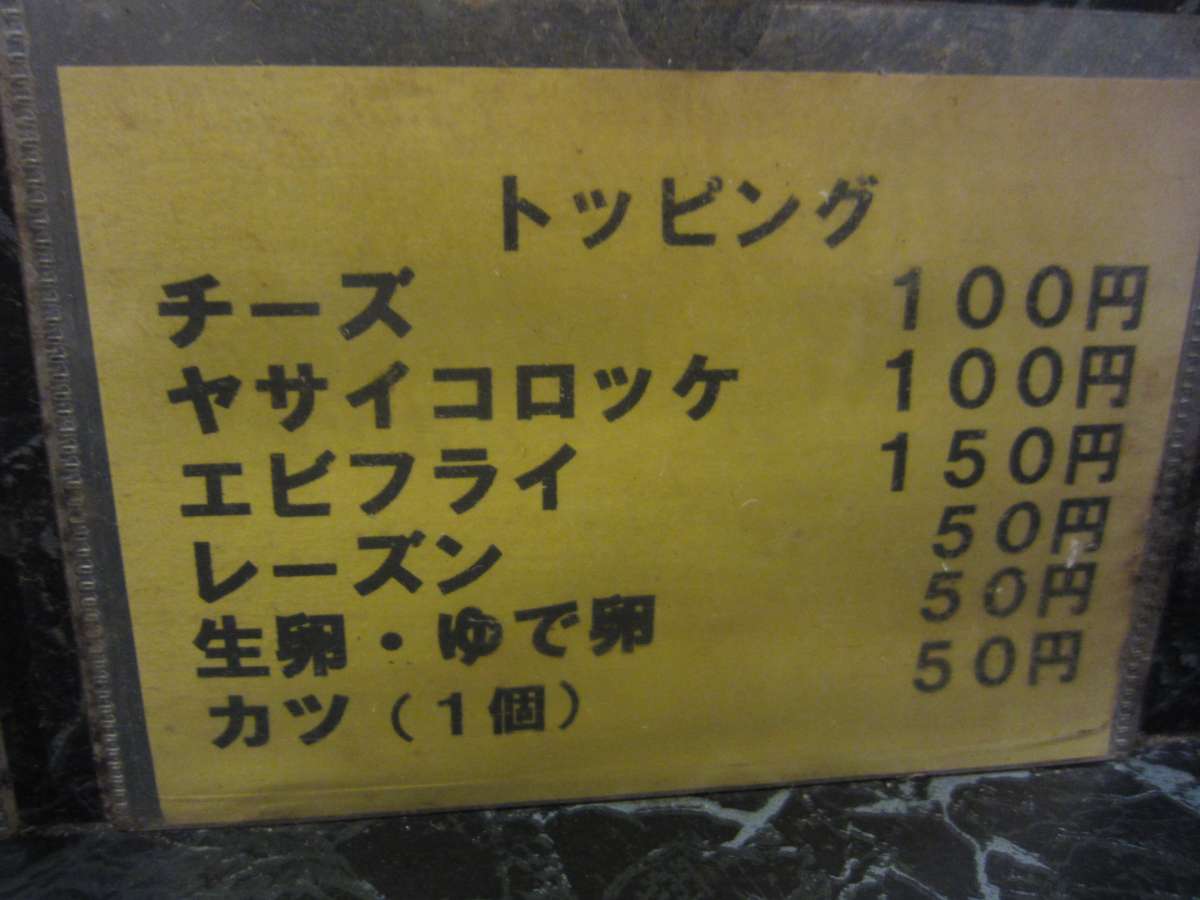 トッピング
チーズ 100円
ヤサイコロッケ 100円
エビフライ 150円
レーズン 50円
生卵・ゆで卵 50円
カツ(1個) 50円